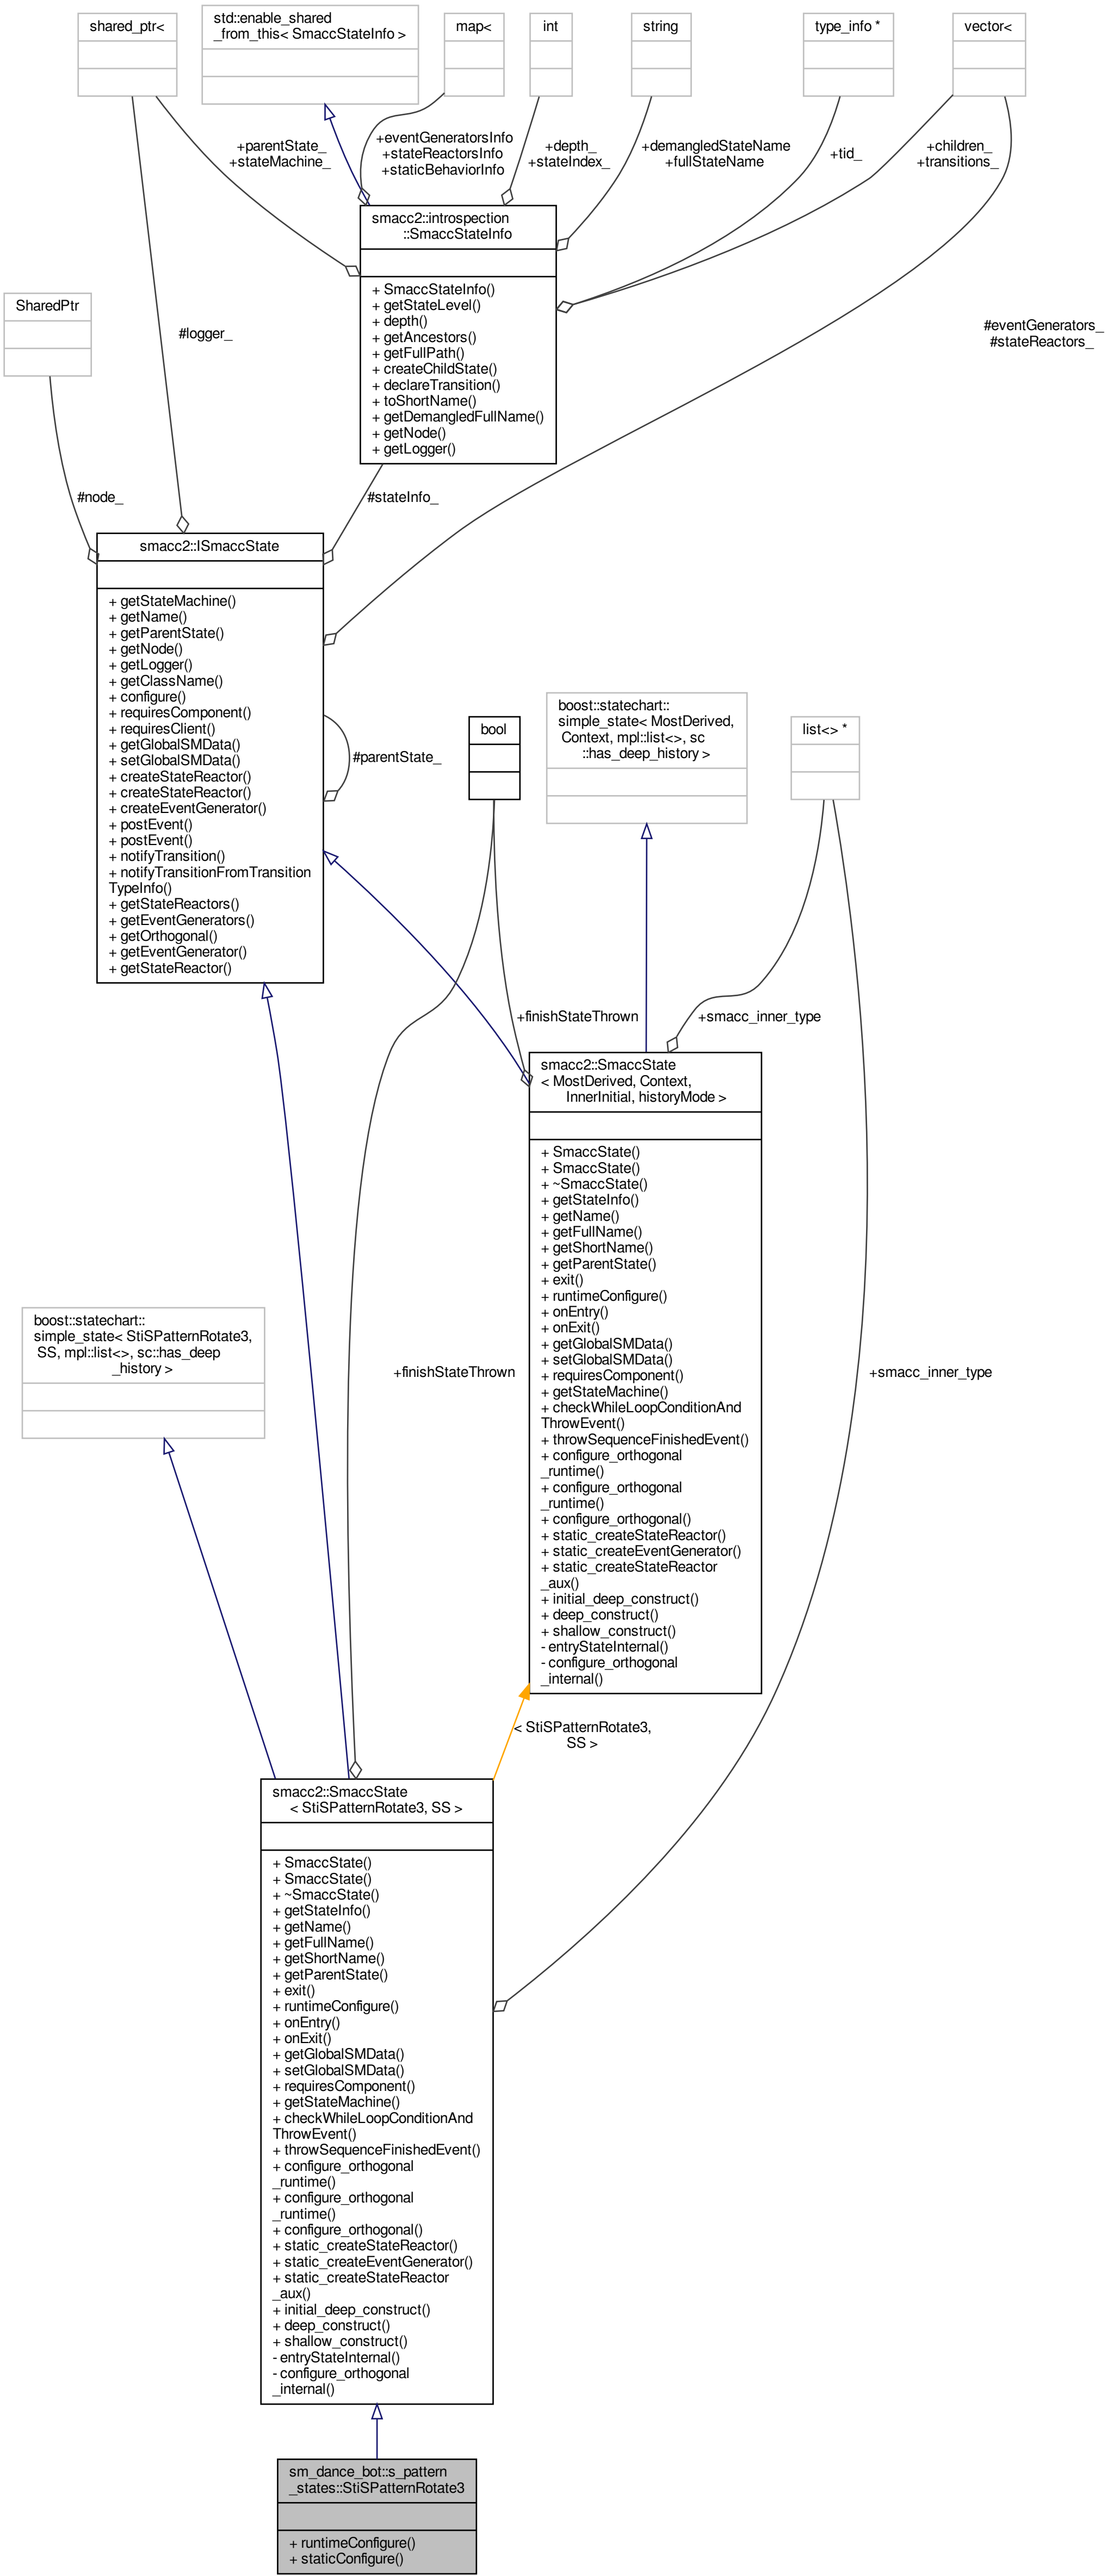 shared_ptr<
std::enable_shared
_from_this< SmaccStateInfo >
map<
int
string
type_info *
vector<
+parentState_
+stateMachine_
+eventGeneratorsInfo
+stateReactorsInfo
+staticBehaviorInfo
+depth_
+stateIndex_
+demangledStateName
+fullStateName
+tid_
+children_
+transitions_
smacc2::introspection
::SmaccStateInfo
+ SmaccStateInfo()
+ getStateLevel()
+ depth()
+ getAncestors()
+ getFullPath()
+ createChildState()
+ declareTransition()
+ toShortName()
+ getDemangledFullName()
+ getNode()
+ getLogger()
SharedPtr
#logger_
#eventGenerators_
#stateReactors_
#node_
#stateInfo_
smacc2::ISmaccState
+ getStateMachine()
+ getName()
+ getParentState()
+ getNode()
+ getLogger()
+ getClassName()
+ configure()
+ requiresComponent()
+ requiresClient()
+ getGlobalSMData()
+ setGlobalSMData()
+ createStateReactor()
+ createStateReactor()
+ createEventGenerator()
+ postEvent()
+ postEvent()
+ notifyTransition()
+ notifyTransitionFromTransition
TypeInfo()
+ getStateReactors()
+ getEventGenerators()
+ getOrthogonal()
+ getEventGenerator()
+ getStateReactor()
#parentState_
bool
boost::statechart::
simple_state< MostDerived,
Context, mpl::list<>, sc
::has_deep_history >
list<> *
+finishStateThrown
+smacc_inner_type
smacc2::SmaccState
< MostDerived, Context,
InnerInitial, historyMode >
+ SmaccState()
+ SmaccState()
+ ~SmaccState()
+ getStateInfo()
+ getName()
+ getFullName()
+ getShortName()
+ getParentState()
+ exit()
+ runtimeConfigure()
+ onEntry()
+ onExit()
+ getGlobalSMData()
+ setGlobalSMData()
+ requiresComponent()
+ getStateMachine()
+ checkWhileLoopConditionAnd
ThrowEvent()
+ throwSequenceFinishedEvent()
+ configure_orthogonal
_runtime()
+ configure_orthogonal
_runtime()
+ configure_orthogonal()
+ static_createStateReactor()
+ static_createEventGenerator()
+ static_createStateReactor
_aux()
+ initial_deep_construct()
+ deep_construct()
+ shallow_construct()
- entryStateInternal()
- configure_orthogonal
_internal()
boost::statechart::
simple_state< StiSPatternRotate3,
SS, mpl::list<>, sc::has_deep
_history >
+finishStateThrown
+smacc_inner_type
< StiSPatternRotate3,
SS >
smacc2::SmaccState
< StiSPatternRotate3, SS >
+ SmaccState()
+ SmaccState()
+ ~SmaccState()
+ getStateInfo()
+ getName()
+ getFullName()
+ getShortName()
+ getParentState()
+ exit()
+ runtimeConfigure()
+ onEntry()
+ onExit()
+ getGlobalSMData()
+ setGlobalSMData()
+ requiresComponent()
+ getStateMachine()
+ checkWhileLoopConditionAnd
ThrowEvent()
+ throwSequenceFinishedEvent()
+ configure_orthogonal
_runtime()
+ configure_orthogonal
_runtime()
+ configure_orthogonal()
+ static_createStateReactor()
+ static_createEventGenerator()
+ static_createStateReactor
_aux()
+ initial_deep_construct()
+ deep_construct()
+ shallow_construct()
- entryStateInternal()
- configure_orthogonal
_internal()
sm_dance_bot::s_pattern
_states::StiSPatternRotate3
+ runtimeConfigure()
+ staticConfigure()